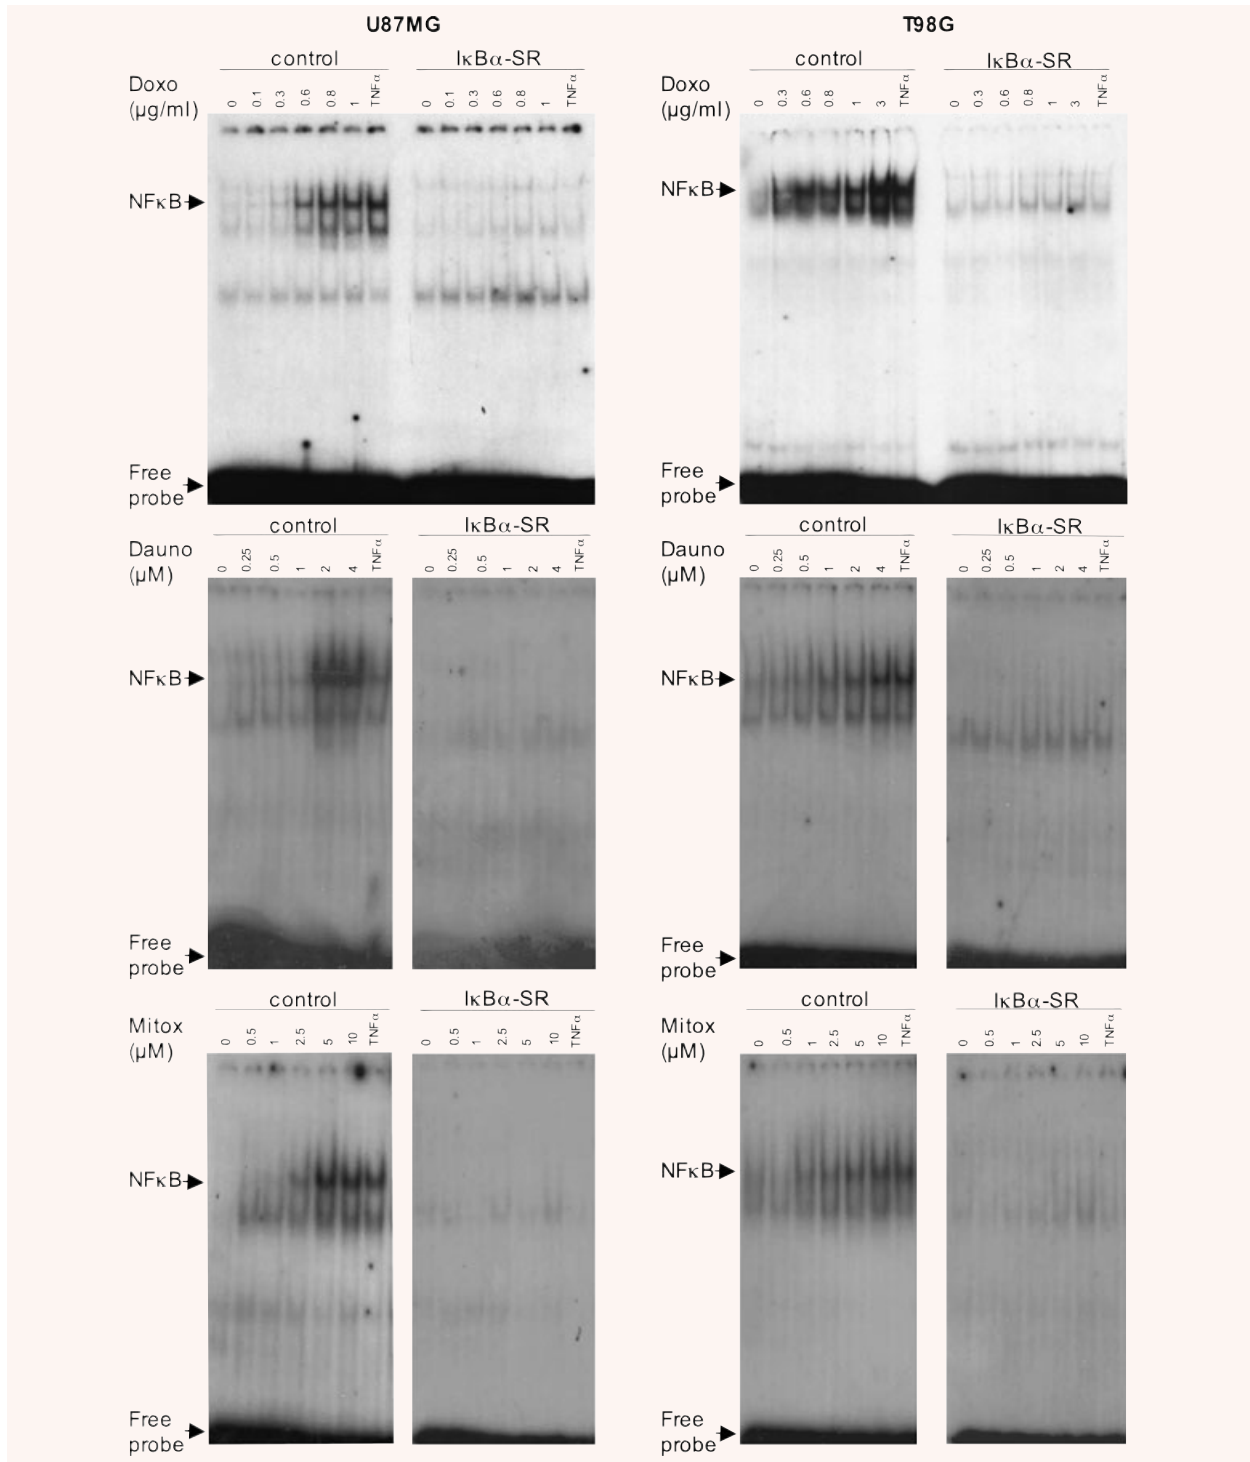 U87MG T98G
control IκBα-SR control IκBα-SR
Doxo
(µg/ml)
0 0.1 0.3 0.6 0.8 1 TNFα 0 0.1 0.3 0.6 0.8 1 TNFα
Doxo
(µg/ml)
0 0.3 0.6 0.8 1 3 TNFα 0 0.3 0.6 0.8 1 3 TNFα
NFκB NFκB
Free
probe
Free
probe
control IκBα-SR control IκBα-SR
Dauno
(µM)
0 0.25 0.5 1 2 4 TNFα 0 0.25 0.5 1 2 4 TNFα
Dauno
(µM)
0 0.25 0.5 1 2 4 TNFα 0 0.25 0.5 1 2 4 TNFα
NFκB NFκB
Free
probe
Free
probe
control IκBα-SR control IκBα-SR
Mitox
(µM)
0 0.5 1 2.5 5 10 TNFα 0 0.5 1 2.5 5 10 TNFα
Mitox
(µM)
0 0.5 1 2.5 5 10 TNFα 0 0.5 1 2.5 5 10 TNFα
NFκB NFκB
Free
probe
Free
probe